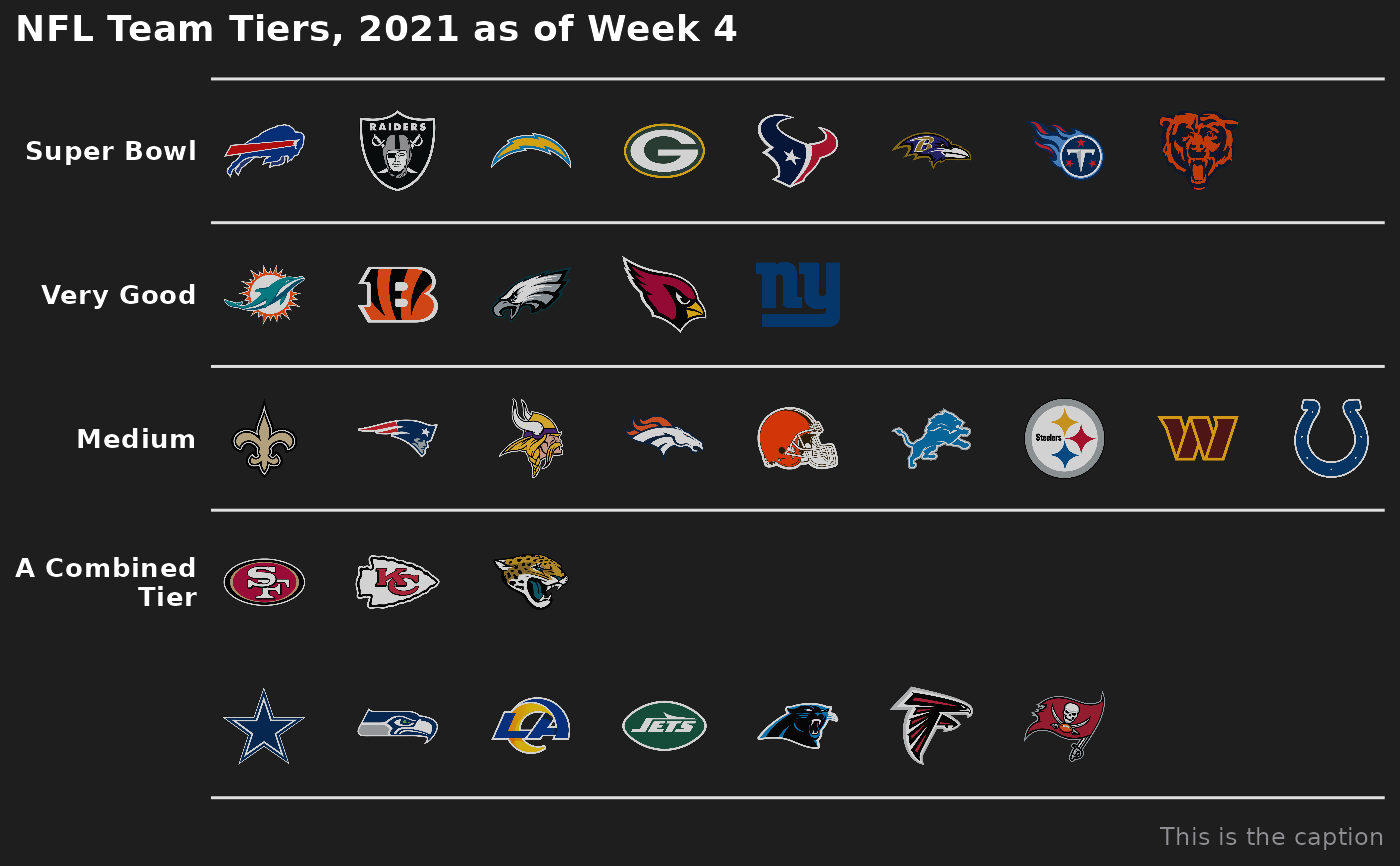 NFL Team Tiers, 2021 as of Week 4
Super Bowl
RAIDERS
G
B
T
Very Good
B
ny
Medium
Steelers
W
A Combined
Tier
SF
KC
LA
JETS
This is the caption